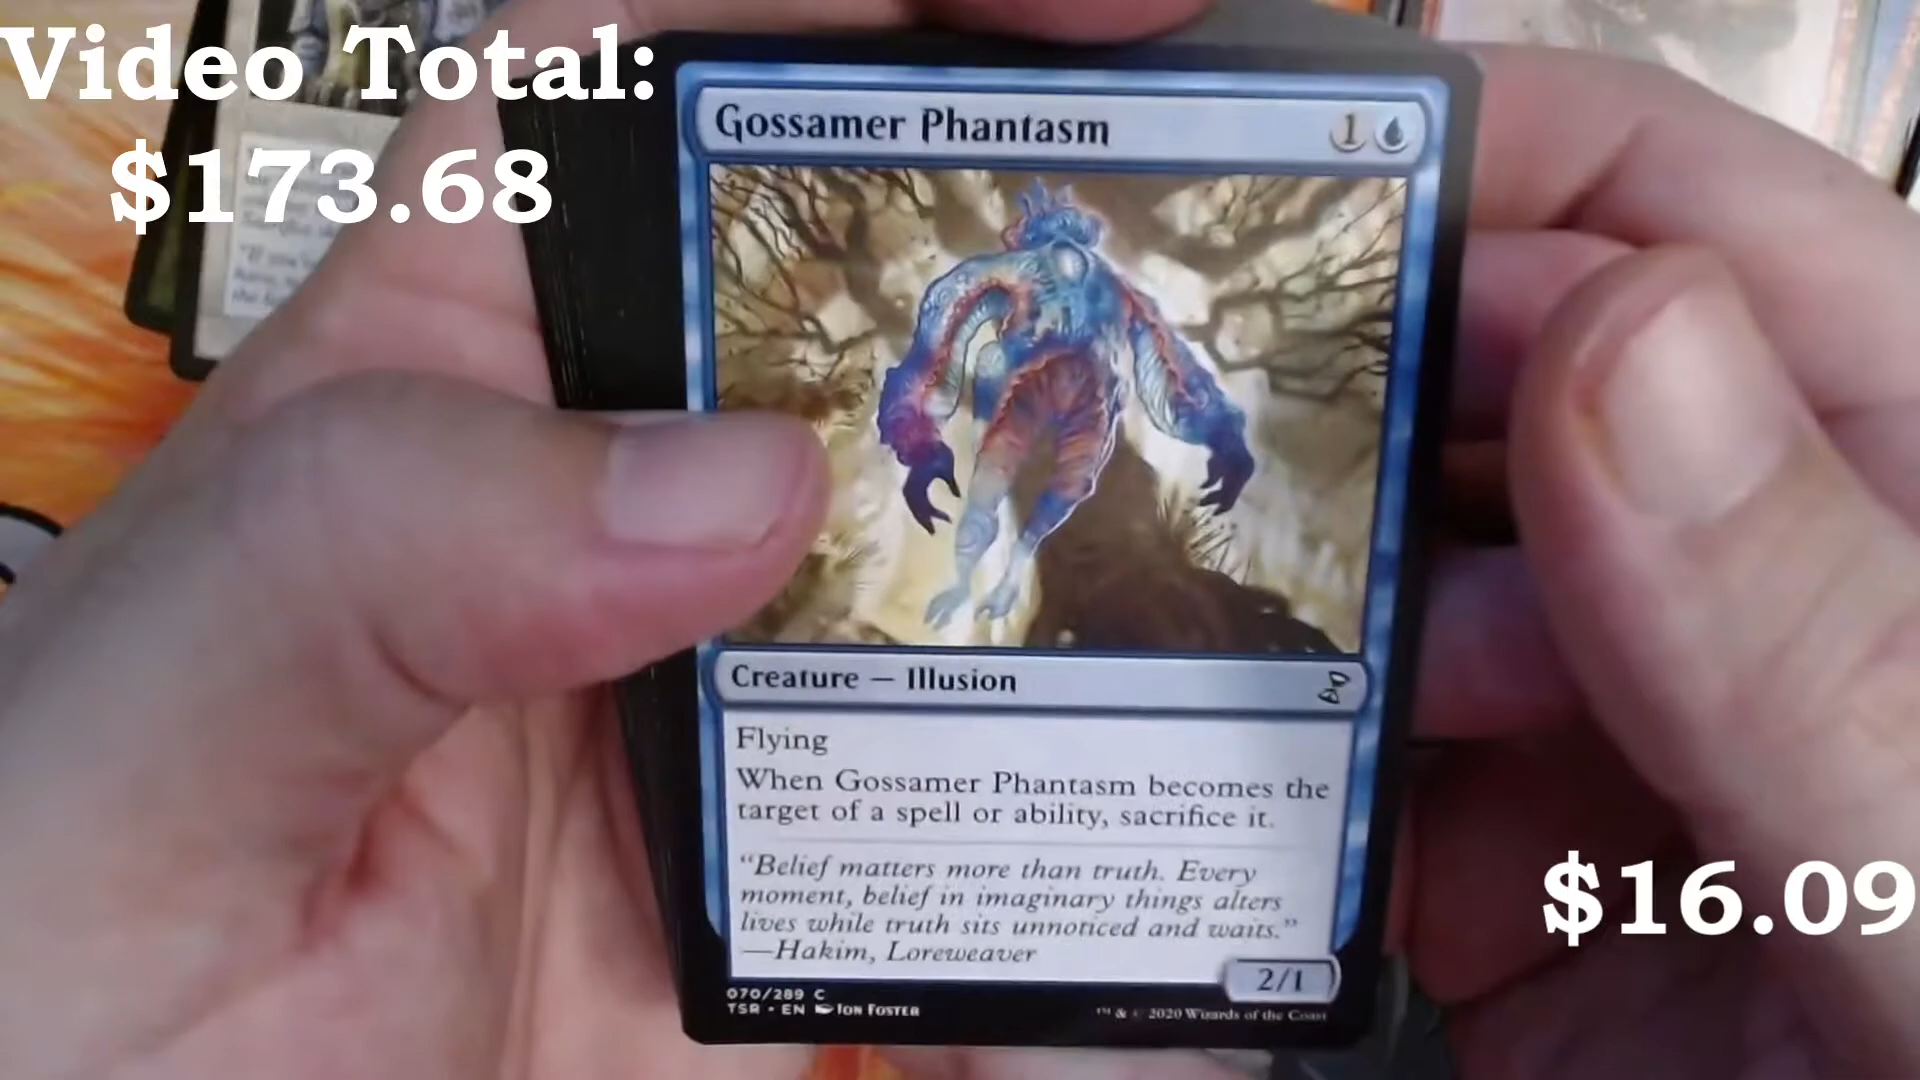 Video Total:
$173.68
Gossamer Phantasm
1
Creature — Illusion
Flying
When Gossamer Phantasm becomes the
target of a spell or ability, sacrifice it.
“Belief matters more than truth. Every
moment, belief in imaginary things alters
lives while truth sits unnoticed and waits.”
—Hakim, Loreweaver
2/1
070/289 C
TSR • EN Ion Foster
™ & © 2020 Wizards of the Coast
$16.09